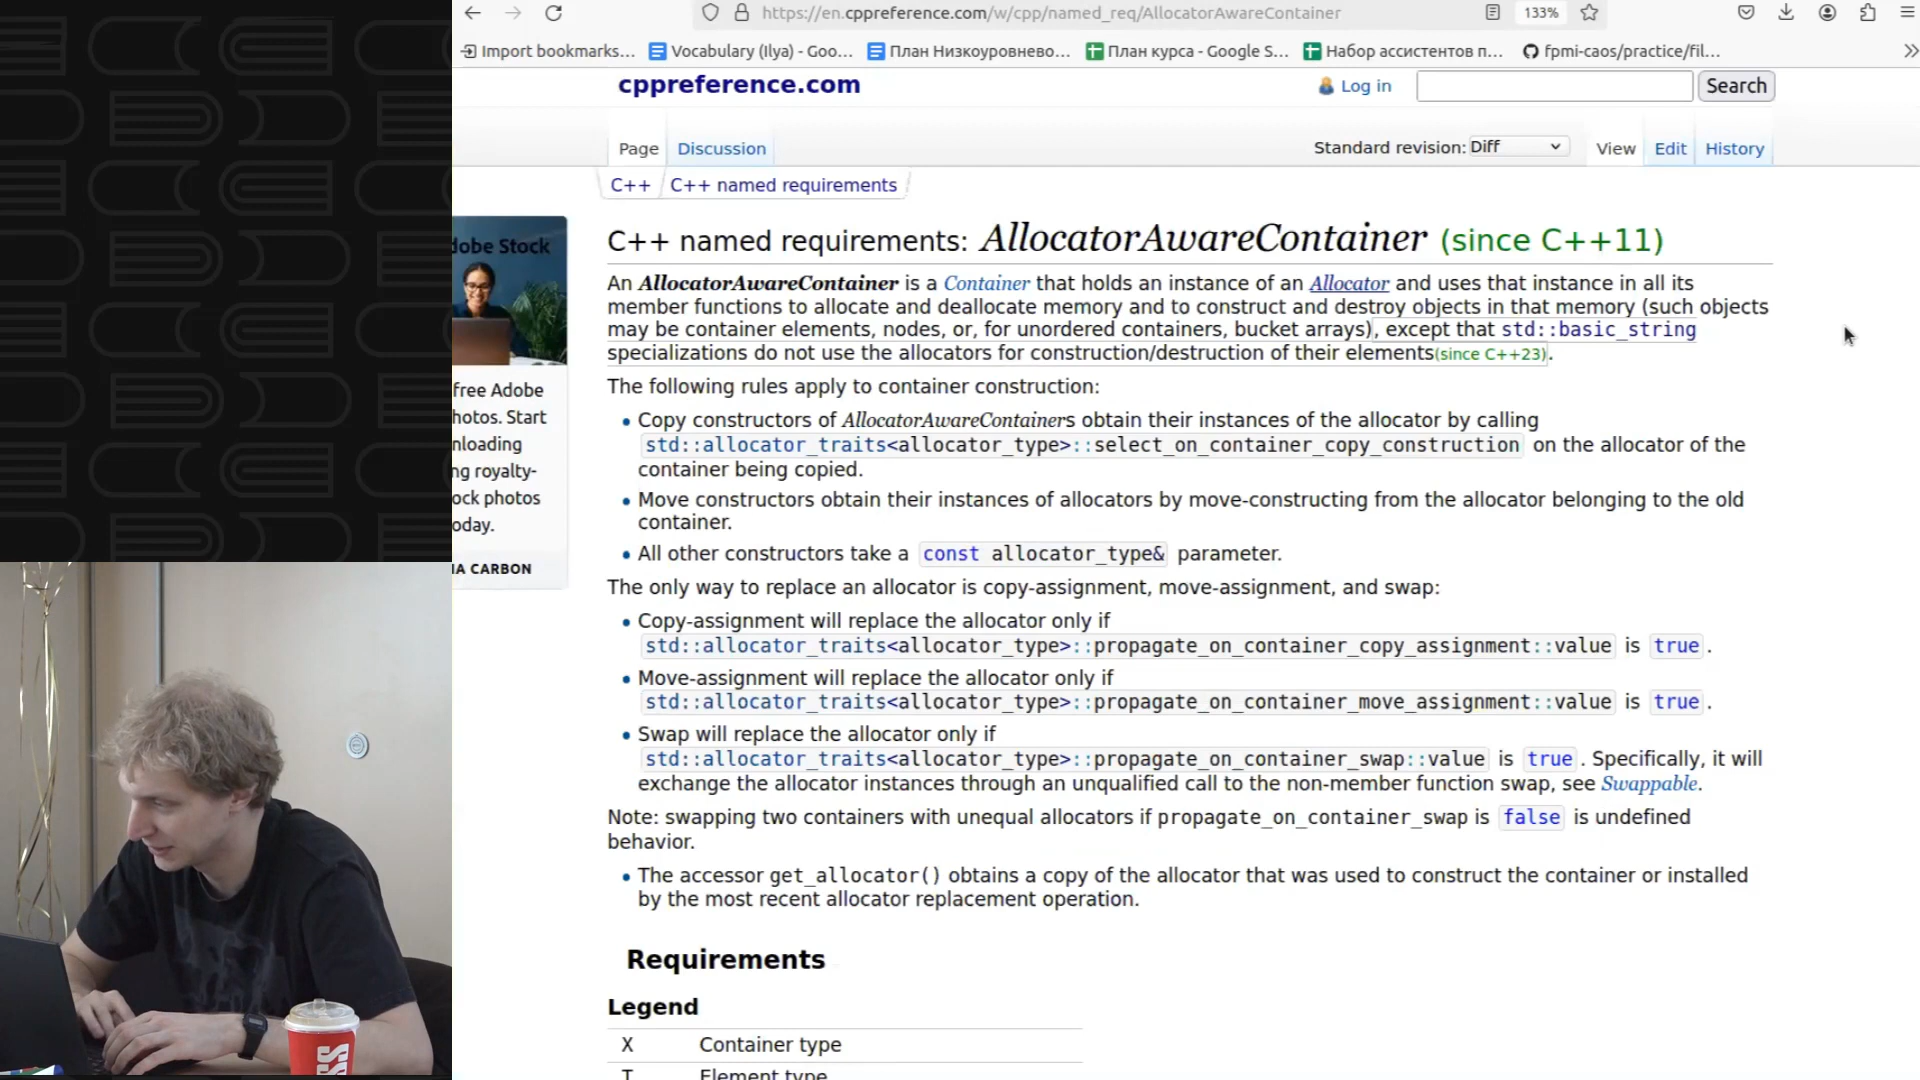 https://en.cppreference.com/w/cpp/named_req/AllocatorAwareContainer
133%
Import bookmarks...
Vocabulary (Ilya) - Goo...
План Низкоуровнево...
План курса - Google S...
Набор ассистентов п...
fpmi-caos/practice/fil...
cppreference.com
Log in
Search
Page
Discussion
Standard revision: Diff
View
Edit
History
C++
C++ named requirements
C++ named requirements: AllocatorAwareContainer (since C++11)
An AllocatorAwareContainer is a Container that holds an instance of an Allocator and uses that instance in all its
member functions to allocate and deallocate memory and to construct and destroy objects in that memory (such objects
may be container elements, nodes, or, for unordered containers, bucket arrays), except that std::basic_string
specializations do not use the allocators for construction/destruction of their elements(since C++23).
The following rules apply to container construction:
Copy constructors of AllocatorAwareContainers obtain their instances of the allocator by calling
std::allocator_traits<allocator_type>::select_on_container_copy_construction on the allocator of the
container being copied.
Move constructors obtain their instances of allocators by move-constructing from the allocator belonging to the old
container.
All other constructors take a const allocator_type& parameter.
The only way to replace an allocator is copy-assignment, move-assignment, and swap:
Copy-assignment will replace the allocator only if
std::allocator_traits<allocator_type>::propagate_on_container_copy_assignment::value is true.
Move-assignment will replace the allocator only if
std::allocator_traits<allocator_type>::propagate_on_container_move_assignment::value is true.
Swap will replace the allocator only if
std::allocator_traits<allocator_type>::propagate_on_container_swap::value is true. Specifically, it will
exchange the allocator instances through an unqualified call to the non-member function swap, see Swappable.
Note: swapping two containers with unequal allocators if propagate_on_container_swap is false is undefined
behavior.
The accessor get_allocator() obtains a copy of the allocator that was used to construct the container or installed
by the most recent allocator replacement operation.
Requirements
Legend
X Container type
T Element type
dobe Stock
free Adobe
hotos. Start
nloading
ng royalty-
ock photos
oday.
IA CARBON